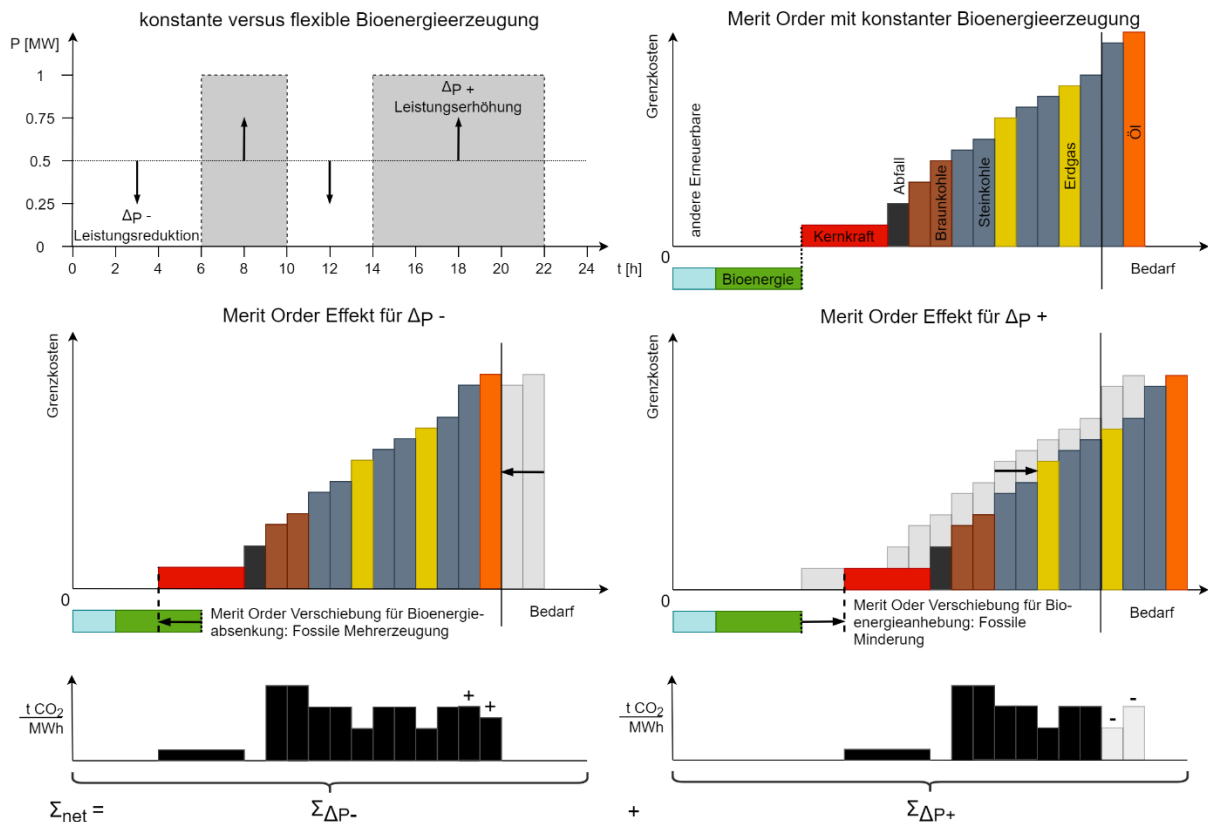 konstante versus flexible Bioenergieerzeugung
P [MW]
1
0.75
0.5
0.25
0
ΔP +
Leistungserhöhung
ΔP -
Leistungsreduktion
0 2 4 6 8 10 12 14 16 18 20 22 24 t [h]
Merit Order mit konstanter Bioenergieerzeugung
Grenzkosten
andere Erneuerbare
Bioenergie
Kernkraft
Abfall
Braunkohle
Steinkohle
Erdgas
Öl
0
Bedarf
Merit Order Effekt für ΔP -
Grenzkosten
0
Merit Order Verschiebung für Bioenergie-
absenkung: Fossile Mehrerzeugung
Bedarf
Merit Order Effekt für ΔP +
Grenzkosten
0
Merit Oder Verschiebung für Bio-
energieanhebung: Fossile
Minderung
Bedarf
t CO2
MWh
+
+
t CO2
MWh
-
-
Σnet = ΣΔP- + ΣΔP+